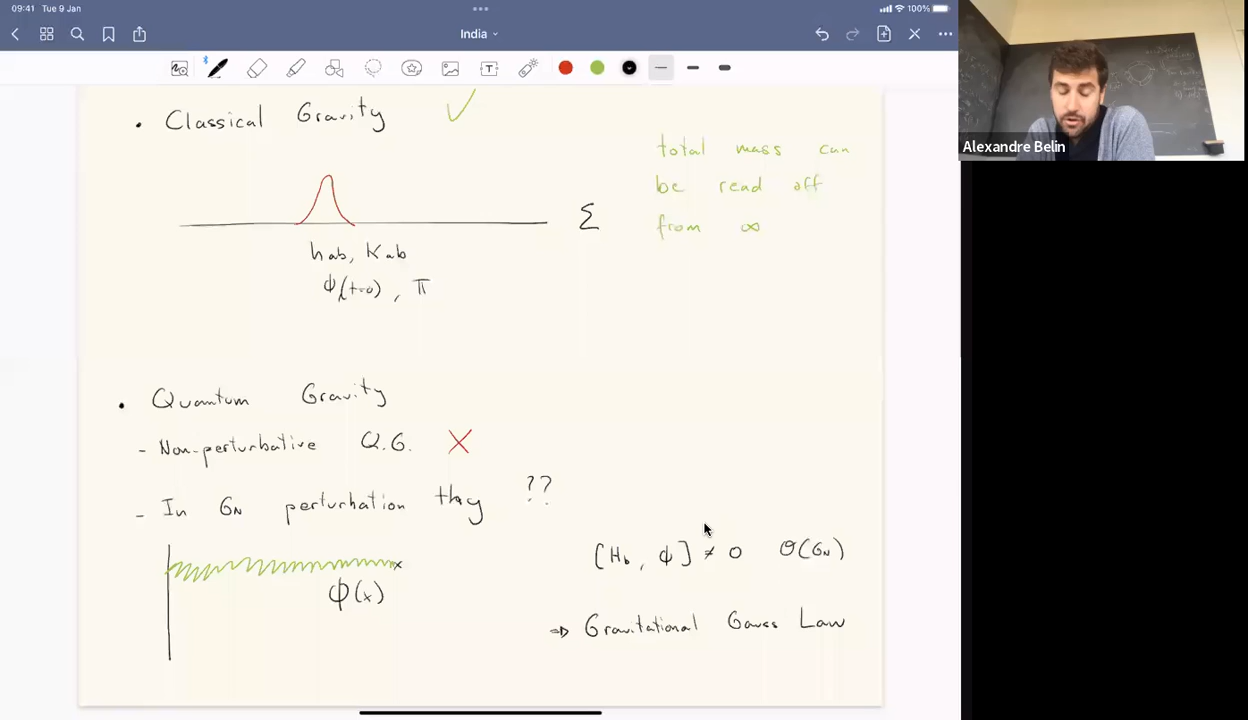 09:41 Tue 9 Jan
100%
India
• Classical Gravity ✓
total mass can
be read off
from ∞
Σ
hab, Kab
ϕ(t=0), π
• Quantum Gravity
- Non-perturbative Q.G. X
- In GN perturbation thy ??
ϕ(x)
[Hb, ϕ] ≠ 0 O(GN)
⇒ Gravitational Gauss Law
Alexandre Belin